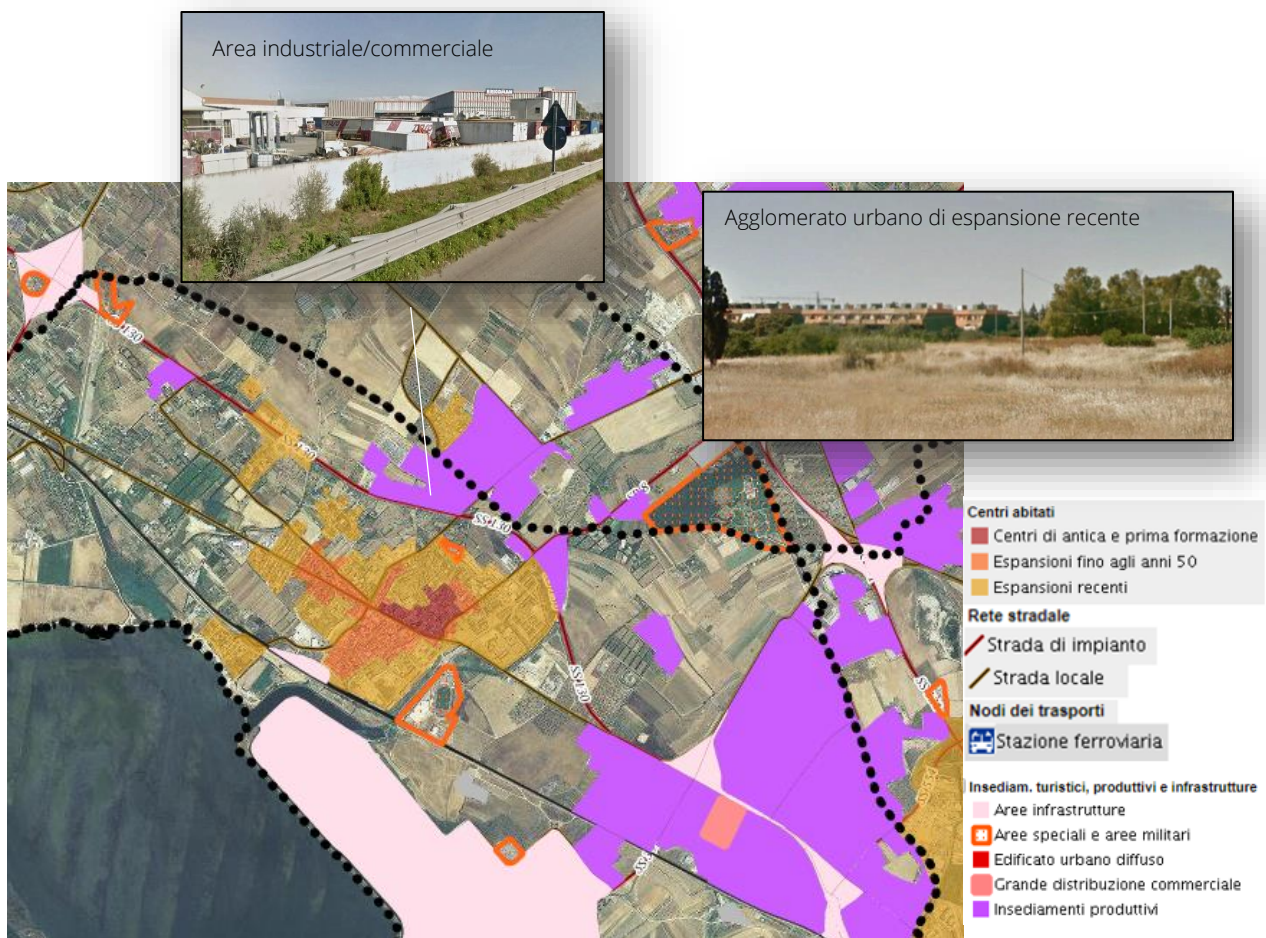 Area industriale/commerciale
Agglomerato urbano di espansione recente
130
SS 130
SS 130
Centri abitati
Centri di antica e prima formazione
Espansioni fino agli anni 50
Espansioni recenti
Rete stradale
Strada di impianto
Strada locale
Nodi dei trasporti
Stazione ferroviaria
Insediam. turistici, produttivi e infrastrutture
Aree infrastrutture
Aree speciali e aree militari
Edificato urbano diffuso
Grande distribuzione commerciale
Insediamenti produttivi